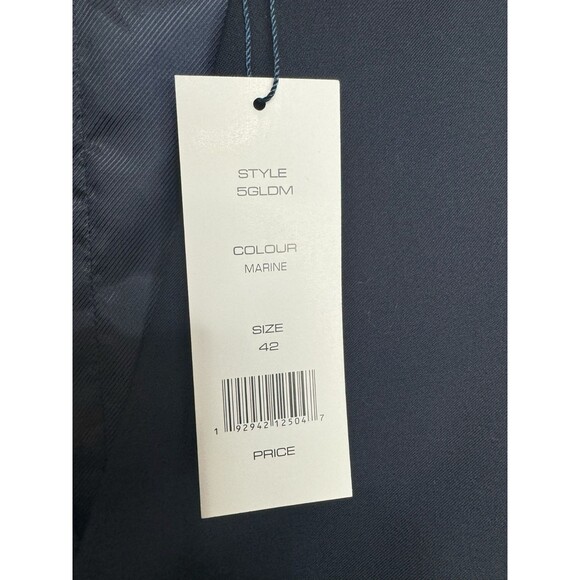 STYLE
5GLDM
COLOUR
MARINE
SIZE
42
1 92942 12504 7
PRICE